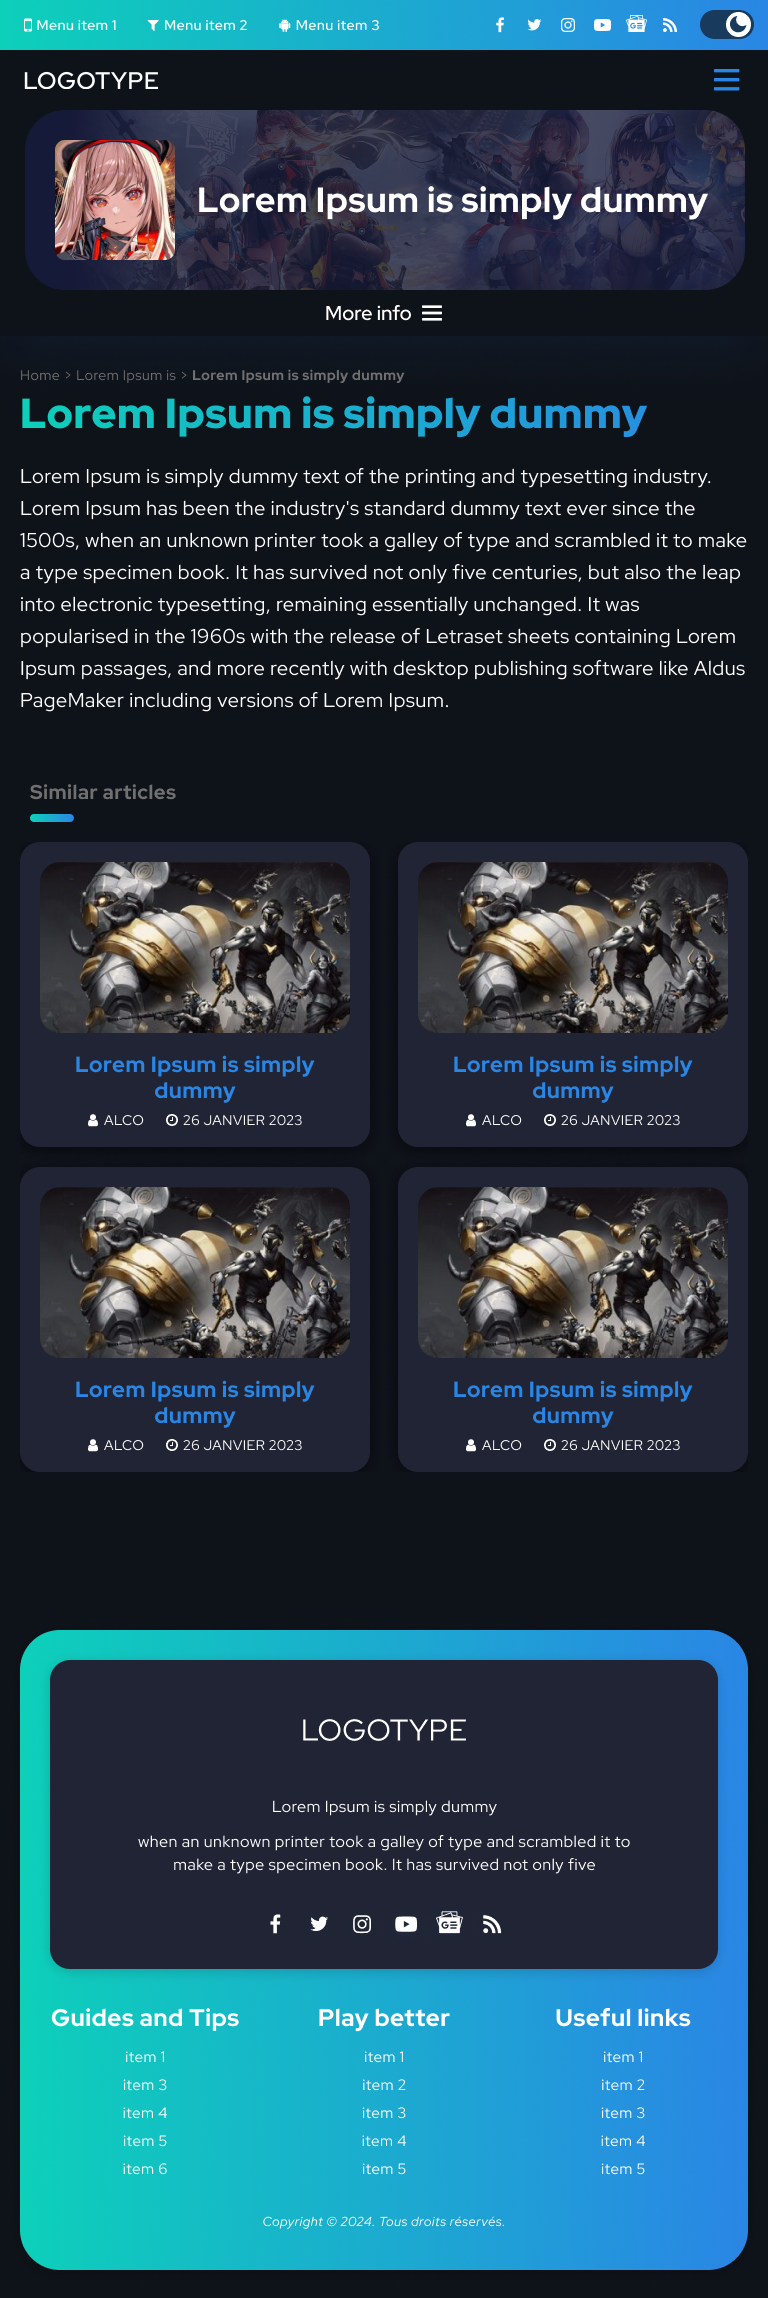 Menu item 1 Menu item 2 Menu item 3
LOGOTYPE
Lorem Ipsum is simply dummy
More info
Home > Lorem Ipsum is > Lorem Ipsum is simply dummy
Lorem Ipsum is simply dummy
Lorem Ipsum is simply dummy text of the printing and typesetting industry.
Lorem Ipsum has been the industry's standard dummy text ever since the
1500s, when an unknown printer took a galley of type and scrambled it to make
a type specimen book. It has survived not only five centuries, but also the leap
into electronic typesetting, remaining essentially unchanged. It was
popularised in the 1960s with the release of Letraset sheets containing Lorem
Ipsum passages, and more recently with desktop publishing software like Aldus
PageMaker including versions of Lorem Ipsum.
Similar articles
Lorem Ipsum is simply
dummy
ALCO 26 JANVIER 2023
Lorem Ipsum is simply
dummy
ALCO 26 JANVIER 2023
Lorem Ipsum is simply
dummy
ALCO 26 JANVIER 2023
Lorem Ipsum is simply
dummy
ALCO 26 JANVIER 2023
LOGOTYPE
Lorem Ipsum is simply dummy
when an unknown printer took a galley of type and scrambled it to
make a type specimen book. It has survived not only five
Guides and Tips
item 1
item 3
item 4
item 5
item 6
Play better
item 1
item 2
item 3
item 4
item 5
Useful links
item 1
item 2
item 3
item 4
item 5
Copyright © 2024. Tous droits réservés.